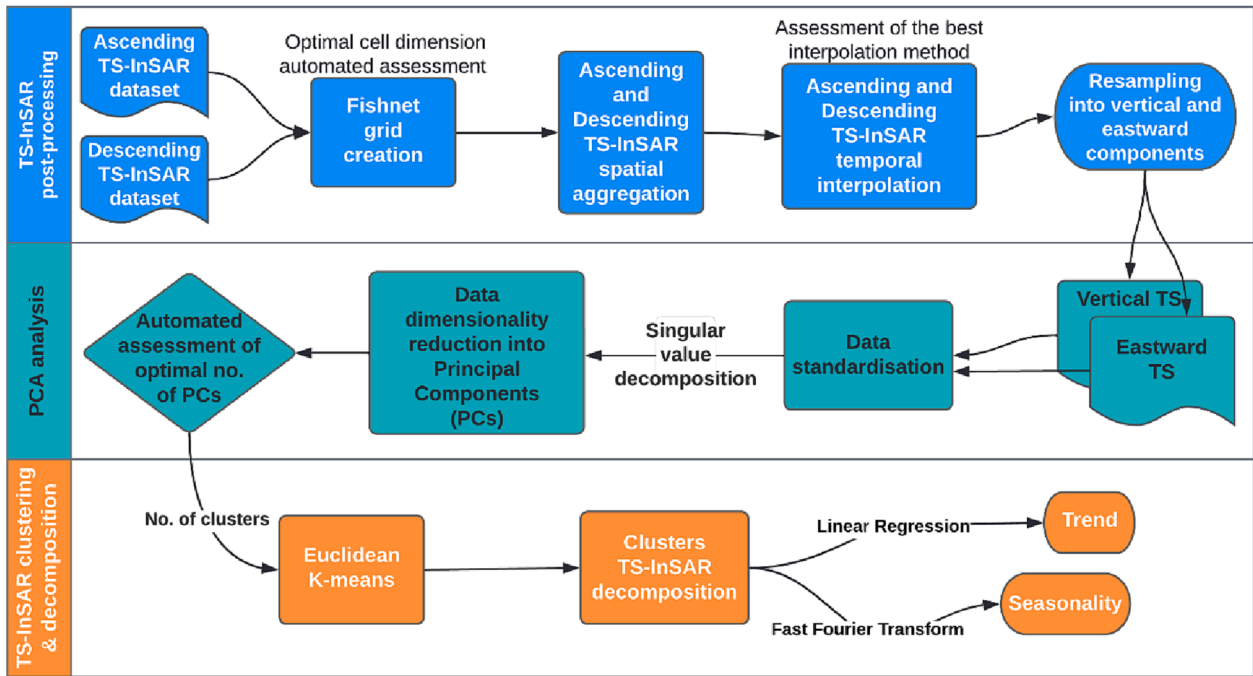 TS-InSAR
post-processing
Ascending
TS-InSAR
dataset
Descending
TS-InSAR
dataset
Optimal cell dimension
automated assessment
Fishnet
grid
creation
Ascending
and
Descending
TS-InSAR
spatial
aggregation
Assessment of the best
interpolation method
Ascending and
Descending
TS-InSAR
temporal
interpolation
Resampling
into vertical and
eastward
components
PCA analysis
Vertical TS
Eastward
TS
Data
standardisation
Singular
value
decomposition
Data
dimensionality
reduction into
Principal
Components
(PCs)
Automated
assessment of
optimal no.
of PCs
TS-InSAR clustering
& decomposition
No. of clusters
Euclidean
K-means
Clusters
TS-InSAR
decomposition
Linear Regression
Trend
Fast Fourier Transform
Seasonality